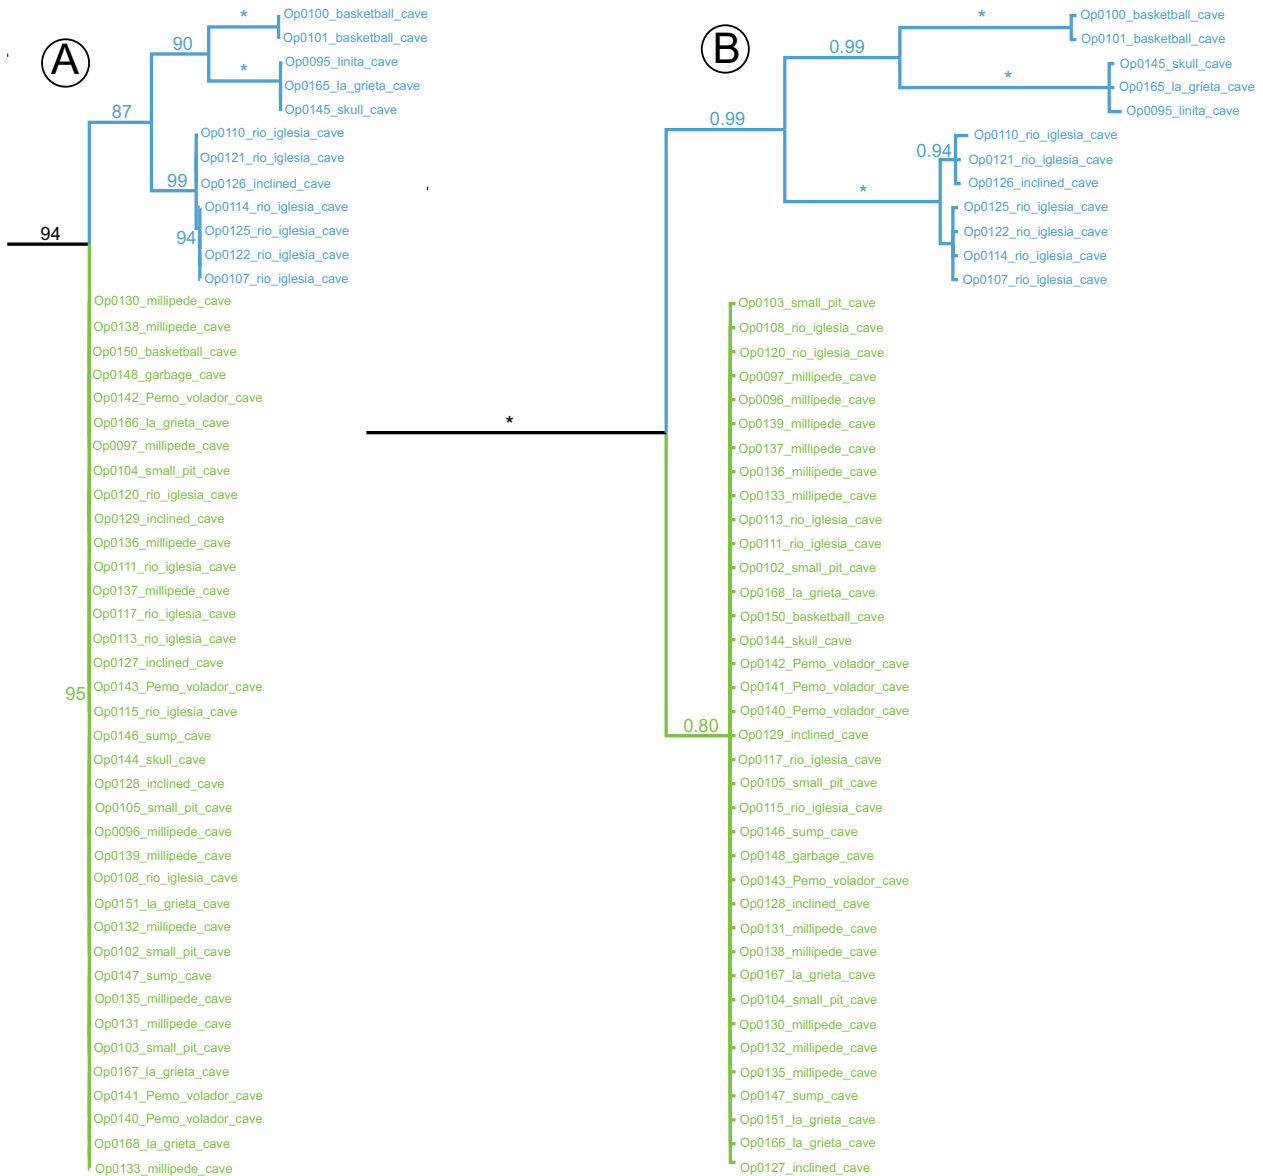 A
*
Op0100_basketball_cave
90
Op0101_basketball_cave
*
Op0095_linita_cave
Op0165_la_grieta_cave
87
Op0145_skull_cave
Op0110_rio_iglesia_cave
Op0121_rio_iglesia_cave
99
Op0126_inclined_cave
Op0114_rio_iglesia_cave
94
Op0125_rio_iglesia_cave
94
Op0122_rio_iglesia_cave
Op0107_rio_iglesia_cave
Op0130_millipede_cave
Op0138_millipede_cave
Op0150_basketball_cave
Op0148_garbage_cave
Op0142_Pemo_volador_cave
Op0166_la_grieta_cave
Op0097_millipede_cave
Op0104_small_pit_cave
Op0120_rio_iglesia_cave
Op0129_inclined_cave
Op0136_millipede_cave
Op0111_rio_iglesia_cave
Op0137_millipede_cave
Op0117_rio_iglesia_cave
Op0113_rio_iglesia_cave
Op0127_inclined_cave
95
Op0143_Pemo_volador_cave
Op0115_rio_iglesia_cave
Op0146_sump_cave
Op0144_skull_cave
Op0128_inclined_cave
Op0105_small_pit_cave
Op0096_millipede_cave
Op0139_millipede_cave
Op0108_rio_iglesia_cave
Op0151_la_grieta_cave
Op0132_millipede_cave
Op0102_small_pit_cave
Op0147_sump_cave
Op0135_millipede_cave
Op0131_millipede_cave
Op0103_small_pit_cave
Op0167_la_grieta_cave
Op0141_Pemo_volador_cave
Op0140_Pemo_volador_cave
Op0168_la_grieta_cave
Op0133_millipede_cave
B
*
Op0100_basketball_cave
0.99
Op0101_basketball_cave
Op0145_skull_cave
*
Op0165_la_grieta_cave
Op0095_linita_cave
0.99
Op0110_rio_iglesia_cave
0.94
Op0121_rio_iglesia_cave
Op0126_inclined_cave
*
Op0125_rio_iglesia_cave
Op0122_rio_iglesia_cave
Op0114_rio_iglesia_cave
Op0107_rio_iglesia_cave
*
Op0103_small_pit_cave
Op0108_rio_iglesia_cave
Op0120_rio_iglesia_cave
Op0097_millipede_cave
Op0096_millipede_cave
Op0139_millipede_cave
Op0137_millipede_cave
Op0136_millipede_cave
Op0133_millipede_cave
Op0113_rio_iglesia_cave
Op0111_rio_iglesia_cave
Op0102_small_pit_cave
Op0168_la_grieta_cave
Op0150_basketball_cave
Op0144_skull_cave
Op0142_Pemo_volador_cave
Op0141_Pemo_volador_cave
Op0140_Pemo_volador_cave
0.80
Op0129_inclined_cave
Op0117_rio_iglesia_cave
Op0105_small_pit_cave
Op0115_rio_iglesia_cave
Op0146_sump_cave
Op0148_garbage_cave
Op0143_Pemo_volador_cave
Op0128_inclined_cave
Op0131_millipede_cave
Op0138_millipede_cave
Op0167_la_grieta_cave
Op0104_small_pit_cave
Op0130_millipede_cave
Op0132_millipede_cave
Op0135_millipede_cave
Op0147_sump_cave
Op0151_la_grieta_cave
Op0166_la_grieta_cave
Op0127_inclined_cave